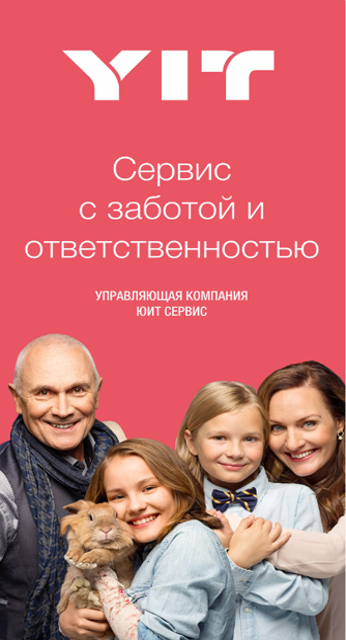 YIT
Сервис
с заботой и
ответственностью
УПРАВЛЯЮЩАЯ КОМПАНИЯ
ЮИТ СЕРВИС